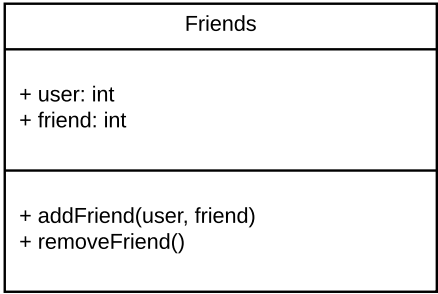 Friends
+ user: int
+ friend: int
+ addFriend(user, friend)
+ removeFriend()